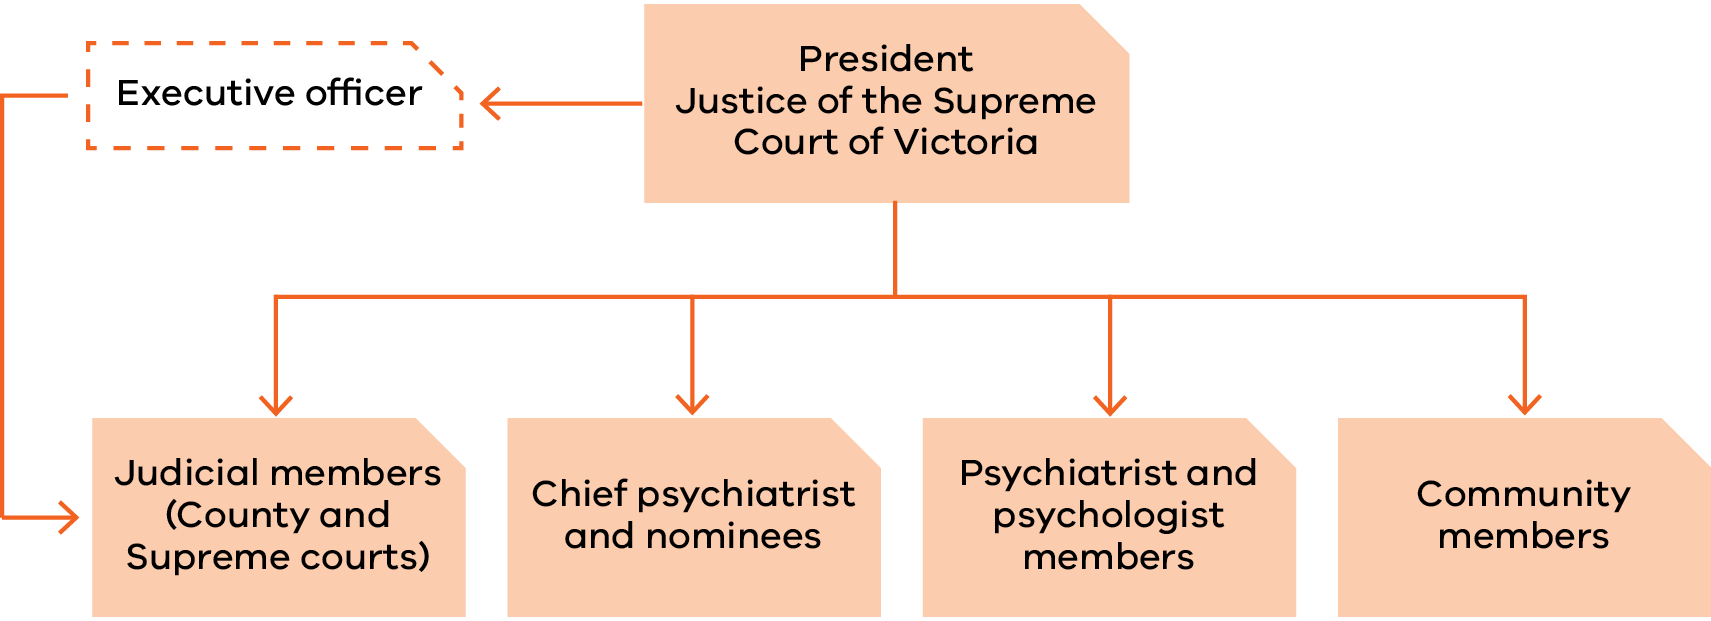 Executive officer
President
Justice of the Supreme
Court of Victoria
Judicial members
(County and
Supreme courts)
Chief psychiatrist
and nominees
Psychiatrist and
psychologist
members
Community
members